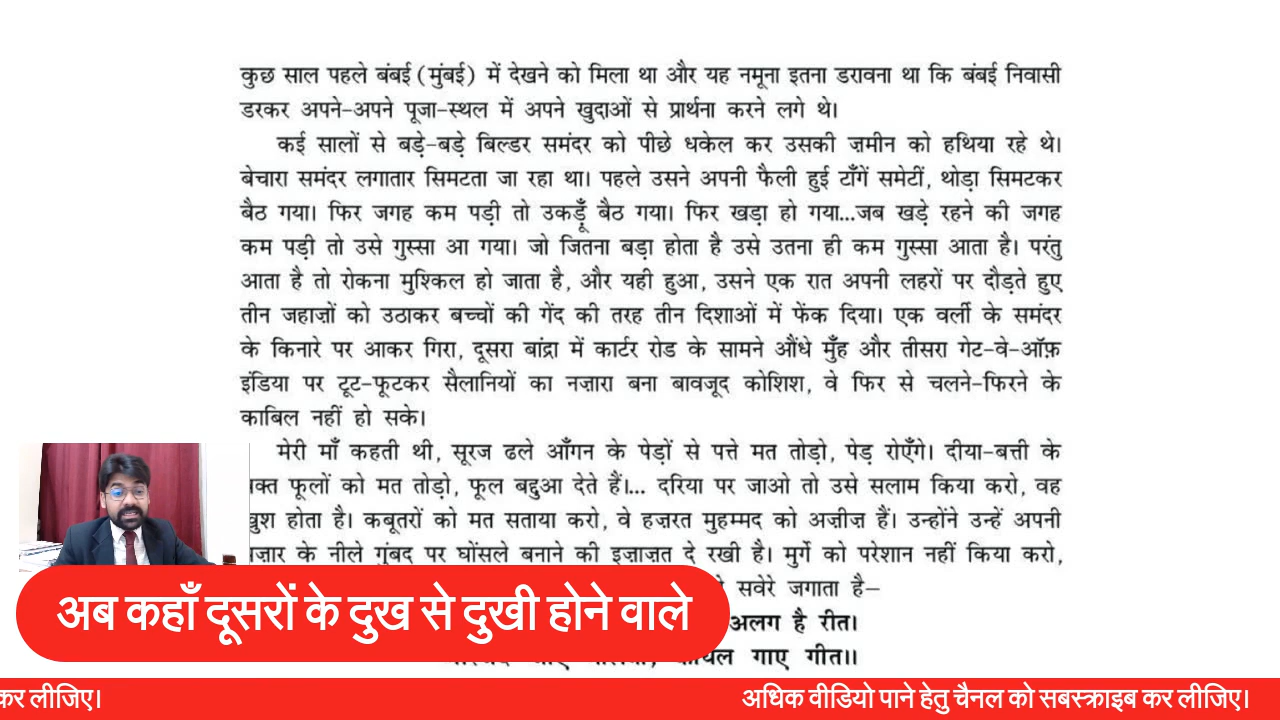 कुछ साल पहले बंबई (मुंबई) में देखने को मिला था और यह नमूना इतना डरावना था कि बंबई निवासी
डरकर अपने-अपने पूजा-स्थल में अपने खुदाओं से प्रार्थना करने लगे थे।
कई सालों से बड़े-बड़े बिल्डर समंदर को पीछे धकेल कर उसकी ज़मीन को हथिया रहे थे।
बेचारा समंदर लगातार सिमटता जा रहा था। पहले उसने अपनी फैली हुई टाँगें समेटीं, थोड़ा सिमटकर
बैठ गया। फिर जगह कम पड़ी तो उकड़ूँ बैठ गया। फिर खड़ा हो गया...जब खड़े रहने की जगह
कम पड़ी तो उसे गुस्सा आ गया। जो जितना बड़ा होता है उसे उतना ही कम गुस्सा आता है। परंतु
आता है तो रोकना मुश्किल हो जाता है, और यही हुआ, उसने एक रात अपनी लहरों पर दौड़ते हुए
तीन जहाज़ों को उठाकर बच्चों की गेंद की तरह तीन दिशाओं में फेंक दिया। एक वर्ली के समंदर
के किनारे पर आकर गिरा, दूसरा बांद्रा में कार्टर रोड के सामने औंधे मुँह और तीसरा गेट-वे-ऑफ़
इंडिया पर टूट-फूटकर सैलानियों का नज़ारा बना बावजूद कोशिश, वे फिर से चलने-फिरने के
काबिल नहीं हो सके।
मेरी माँ कहती थी, सूरज ढले आँगन के पेड़ों से पत्ते मत तोड़ो, पेड़ रोएँगे। दीया-बत्ती के
फूलों को मत तोड़ो, फूल बद्दुआ देते हैं।... दरिया पर जाओ तो उसे सलाम किया करो, वह
होता है। कबूतरों को मत सताया करो, वे हज़रत मुहम्मद को अज़ीज़ हैं। उन्होंने उन्हें अपनी
के नीले गुंबद पर घोंसले बनाने की इज़ाज़त दे रखी है। मुर्गे को परेशान नहीं किया करो,
सवेरे जगाता है–
अलग है रीत।
गाए गीत।।
अब कहाँ दूसरों के दुख से दुखी होने वाले
कर लीजिए। अधिक वीडियो पाने हेतु चैनल को सबस्क्राइब कर लीजिए।